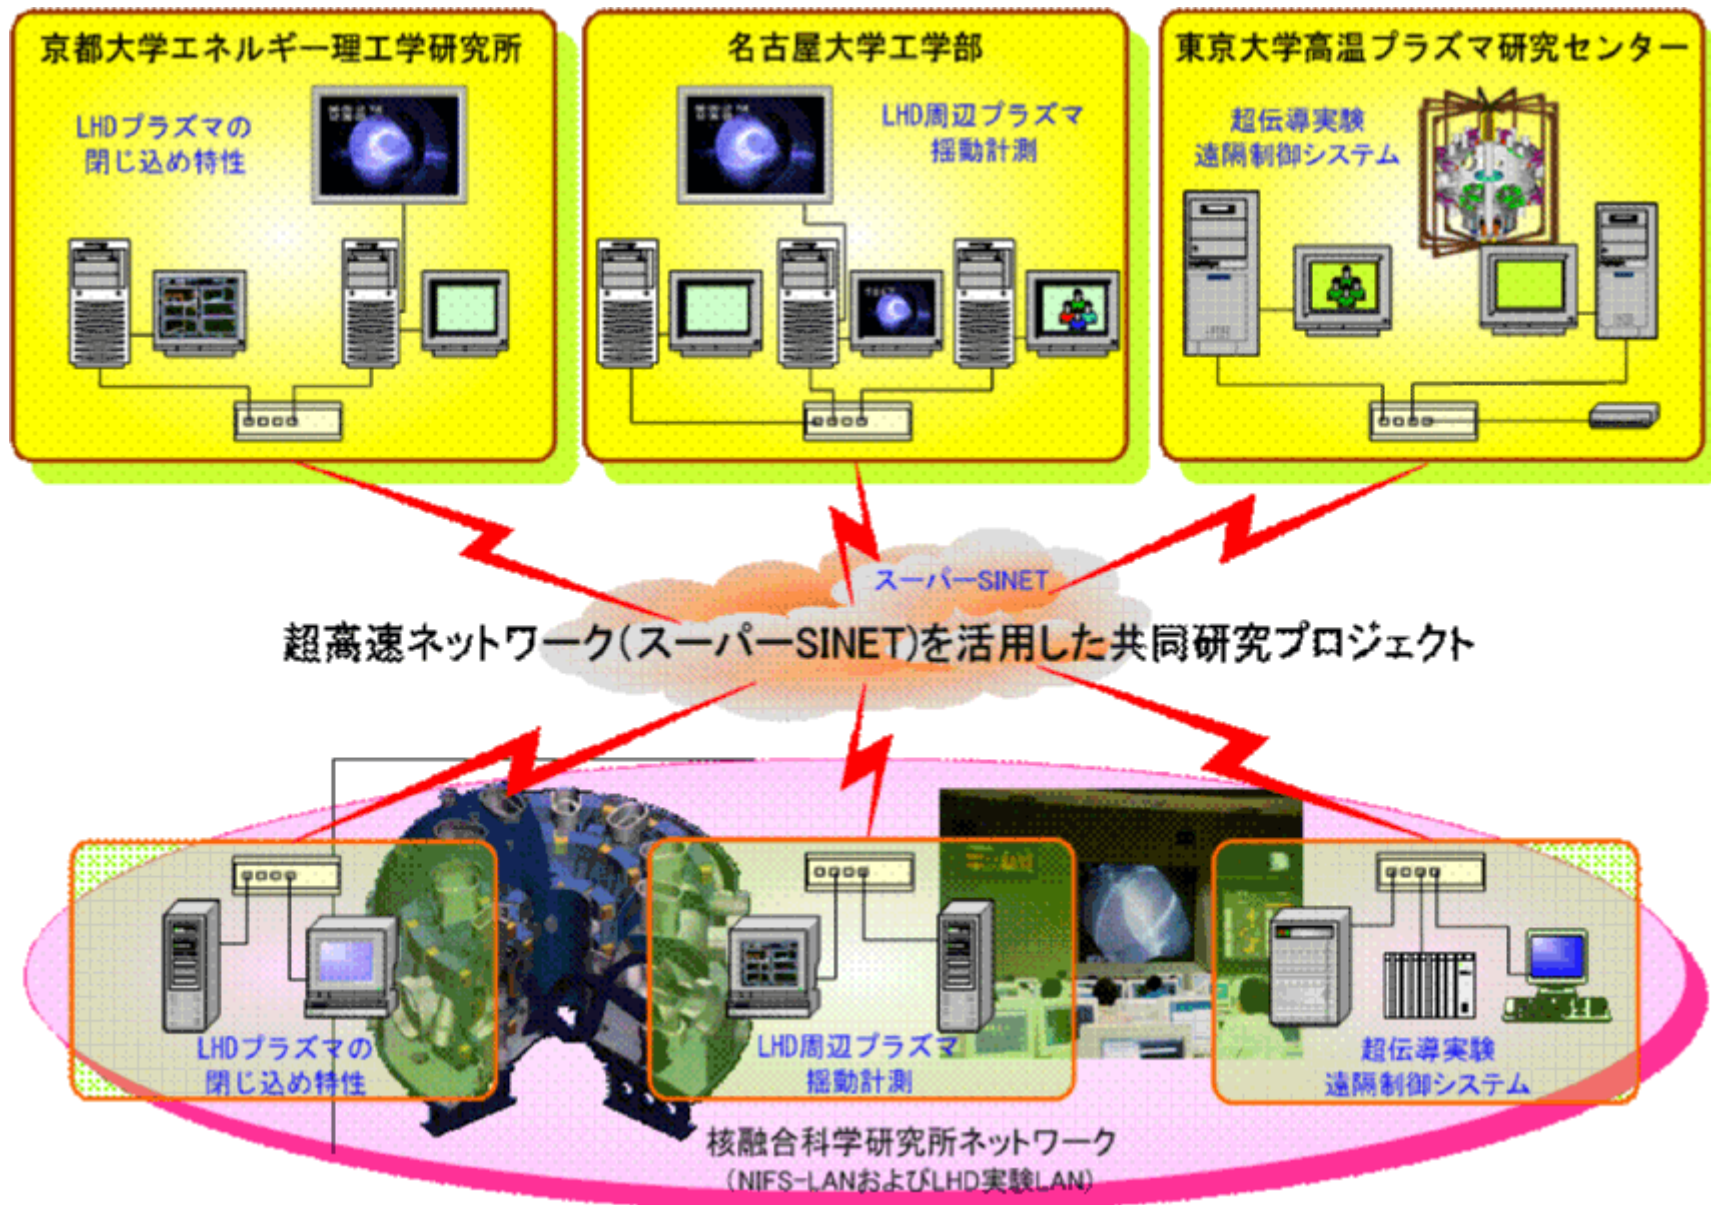 京都大学エネルギー理工学研究所
名古屋大学工学部
東京大学高温プラズマ研究センター
LHDプラズマの
閉じ込め特性
LHD周辺プラズマ
揺動計測
超伝導実験
遠隔制御システム
スーパーSINET
超高速ネットワーク(スーパーSINET)を活用した共同研究プロジェクト
LHDプラズマの
閉じ込め特性
LHD周辺プラズマ
揺動計測
超伝導実験
遠隔制御システム
核融合科学研究所ネットワーク
(NIFS-LANおよびLHD実験LAN)